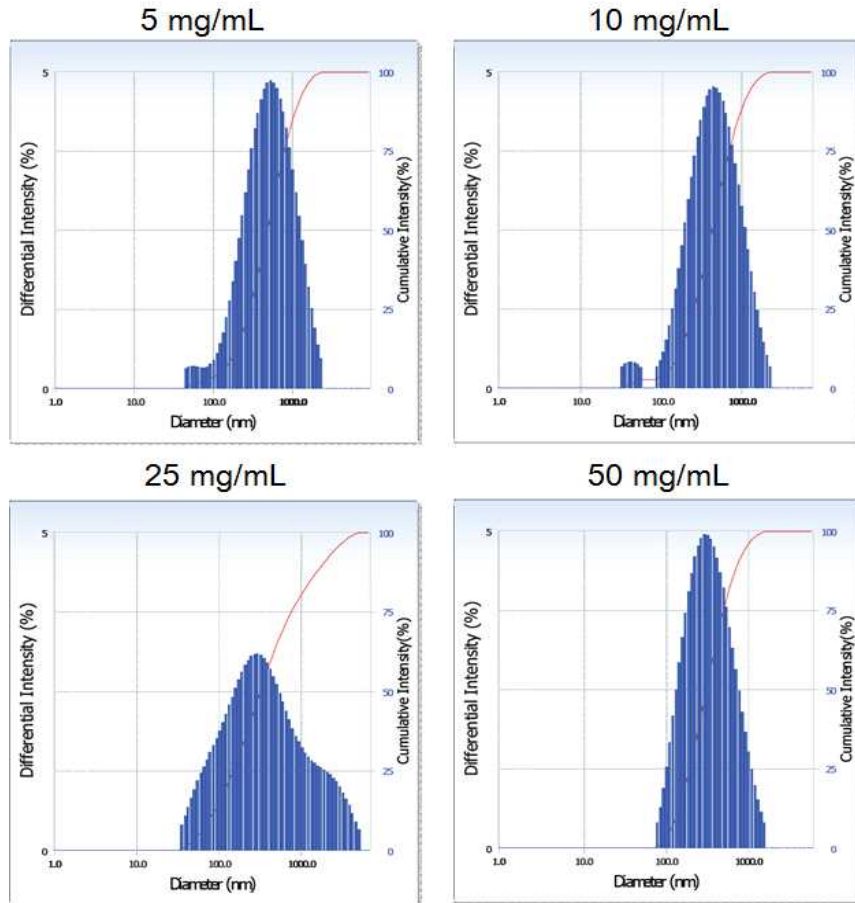 5 mg/mL
10 mg/mL
5
100
75
50
25
0
0
Differential Intensity (%)
Cumulative Intensity(%)
1.0
10.0
100.0
1000.0
Diameter (nm)
5
100
75
50
25
0
0
Differential Intensity (%)
Cumulative Intensity(%)
1.0
10.0
100.0
1000.0
Diameter (nm)
25 mg/mL
50 mg/mL
5
100
75
50
25
0
0
Differential Intensity (%)
Cumulative Intensity(%)
1.0
10.0
100.0
1000.0
Diameter (nm)
5
100
75
50
25
0
0
Differential Intensity (%)
Cumulative Intensity(%)
1.0
10.0
100.0
1000.0
Diameter (nm)